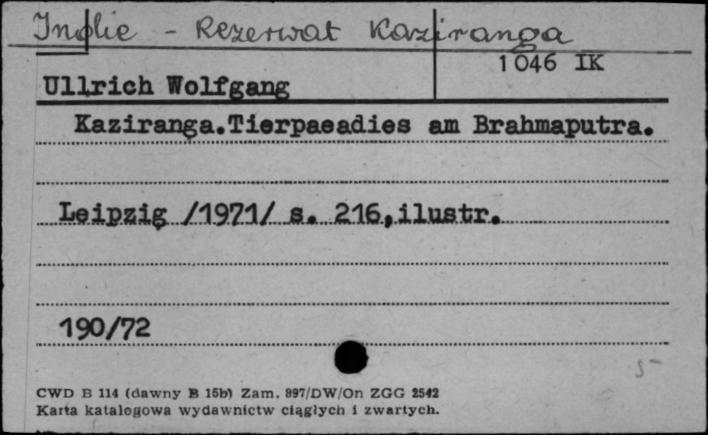 Indie - Rezerwat Kaziranga
1046 IK
Ullrich Wolfgang
Kaziranga.Tierpaeadies am Brahmaputra.
Leipzig /1971/ s. 216,ilustr.
190/72
5
CWD B 114 (dawny B 15b) Zam. 897/DW/On ZGG 2542
Karta katalogowa wydawnictw ciągłych i zwartych.